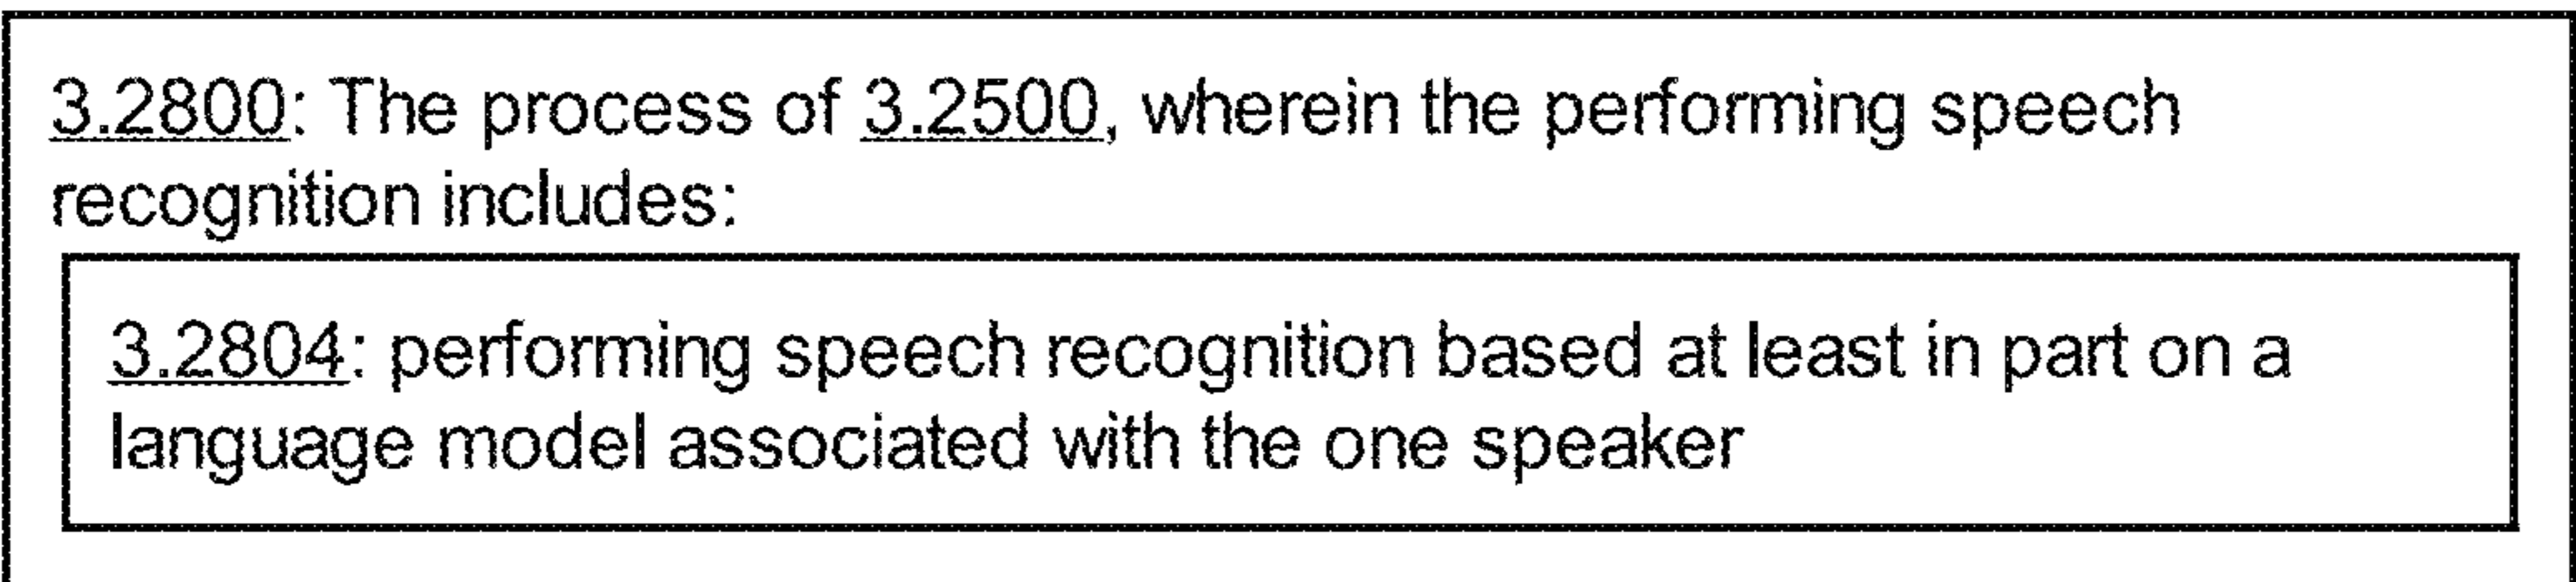 3.2800: The process of 3.2500, wherein the performing speech
recognition includes:
3.2804: performing speech recognition based at least in part on a
language model associated with the one speaker